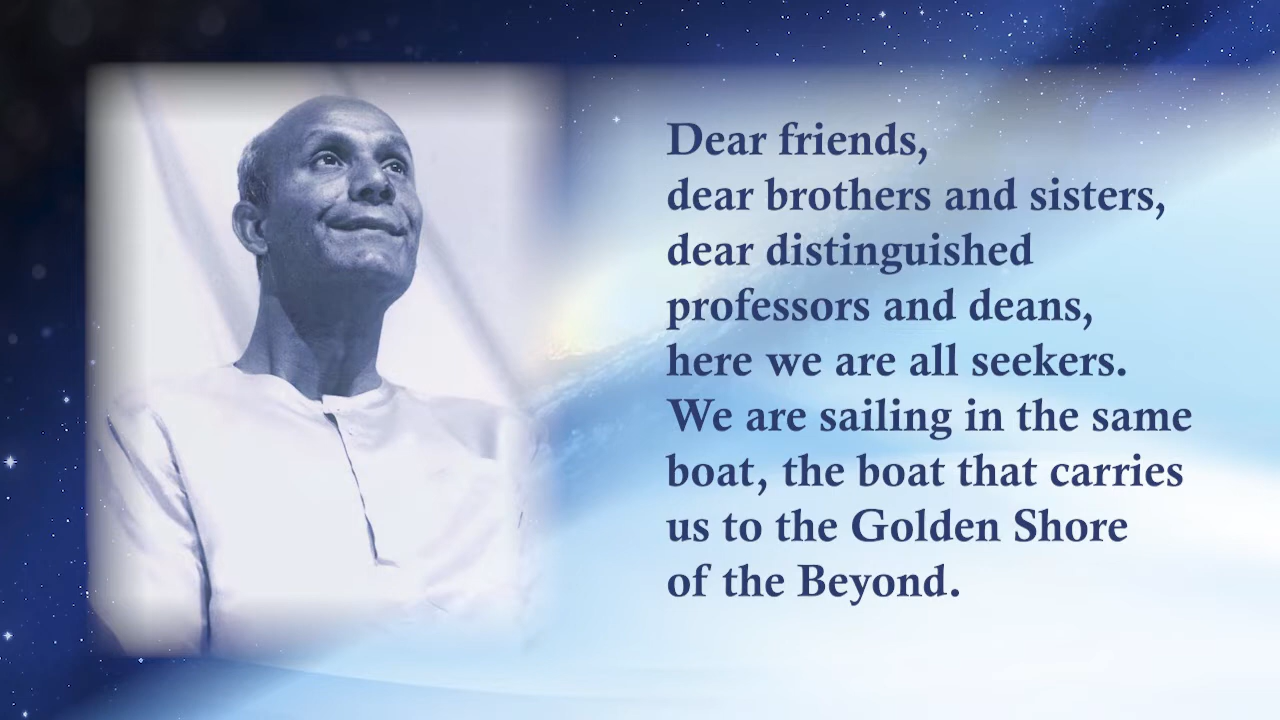 Dear friends,
dear brothers and sisters,
dear distinguished
professors and deans,
here we are all seekers.
We are sailing in the same
boat, the boat that carries
us to the Golden Shore
of the Beyond.